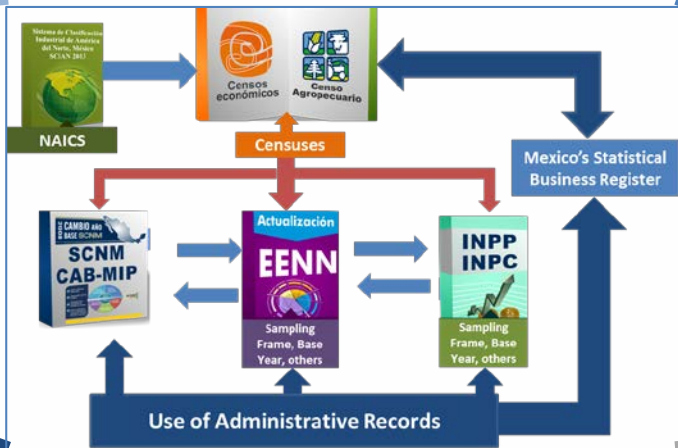 Sistema de Clasificación
Industrial de América
del Norte, México
SCIAN 2013
NAICS
Censos
económicos
Censo
Agropecuario
Censuses
Mexico's Statistical
Business Register
CAMBIO AÑO
BASE SCNM
SCNM
CAB-MIP
Actualización
EENN
Sampling
Frame, Base
Year, others
INPP
INPC
Sampling
Frame, Base
Year, others
Use of Administrative Records